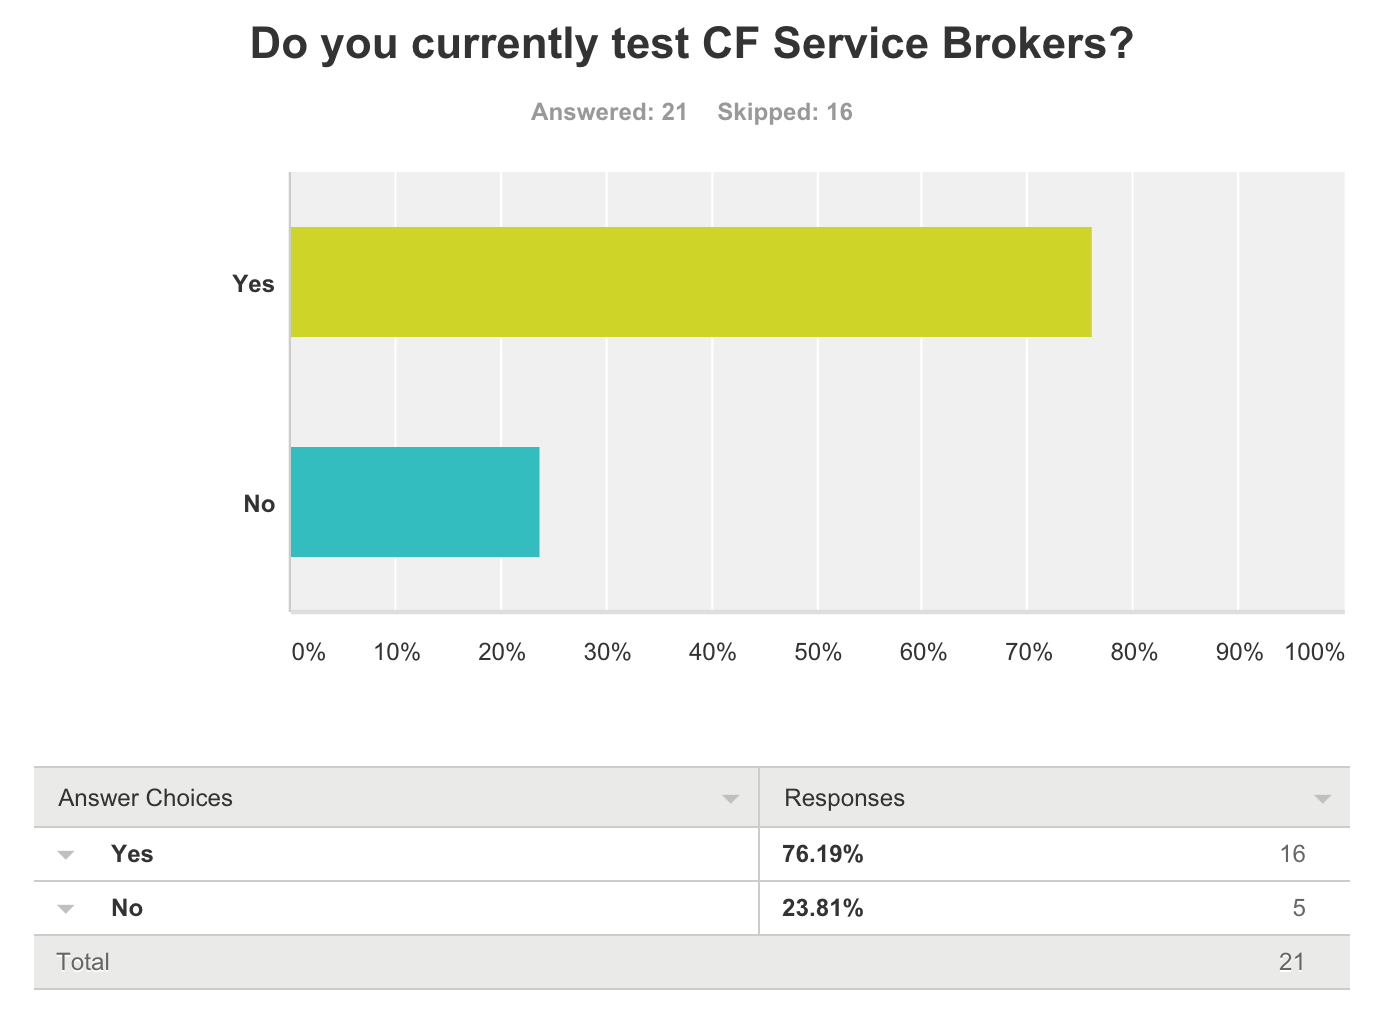 Do you currently test CF Service Brokers?
Answered: 21 Skipped: 16
Yes
No
0% 10% 20% 30% 40% 50% 60% 70% 80% 90% 100%
Answer Choices Responses
Yes 76.19% 16
No 23.81% 5
Total 21